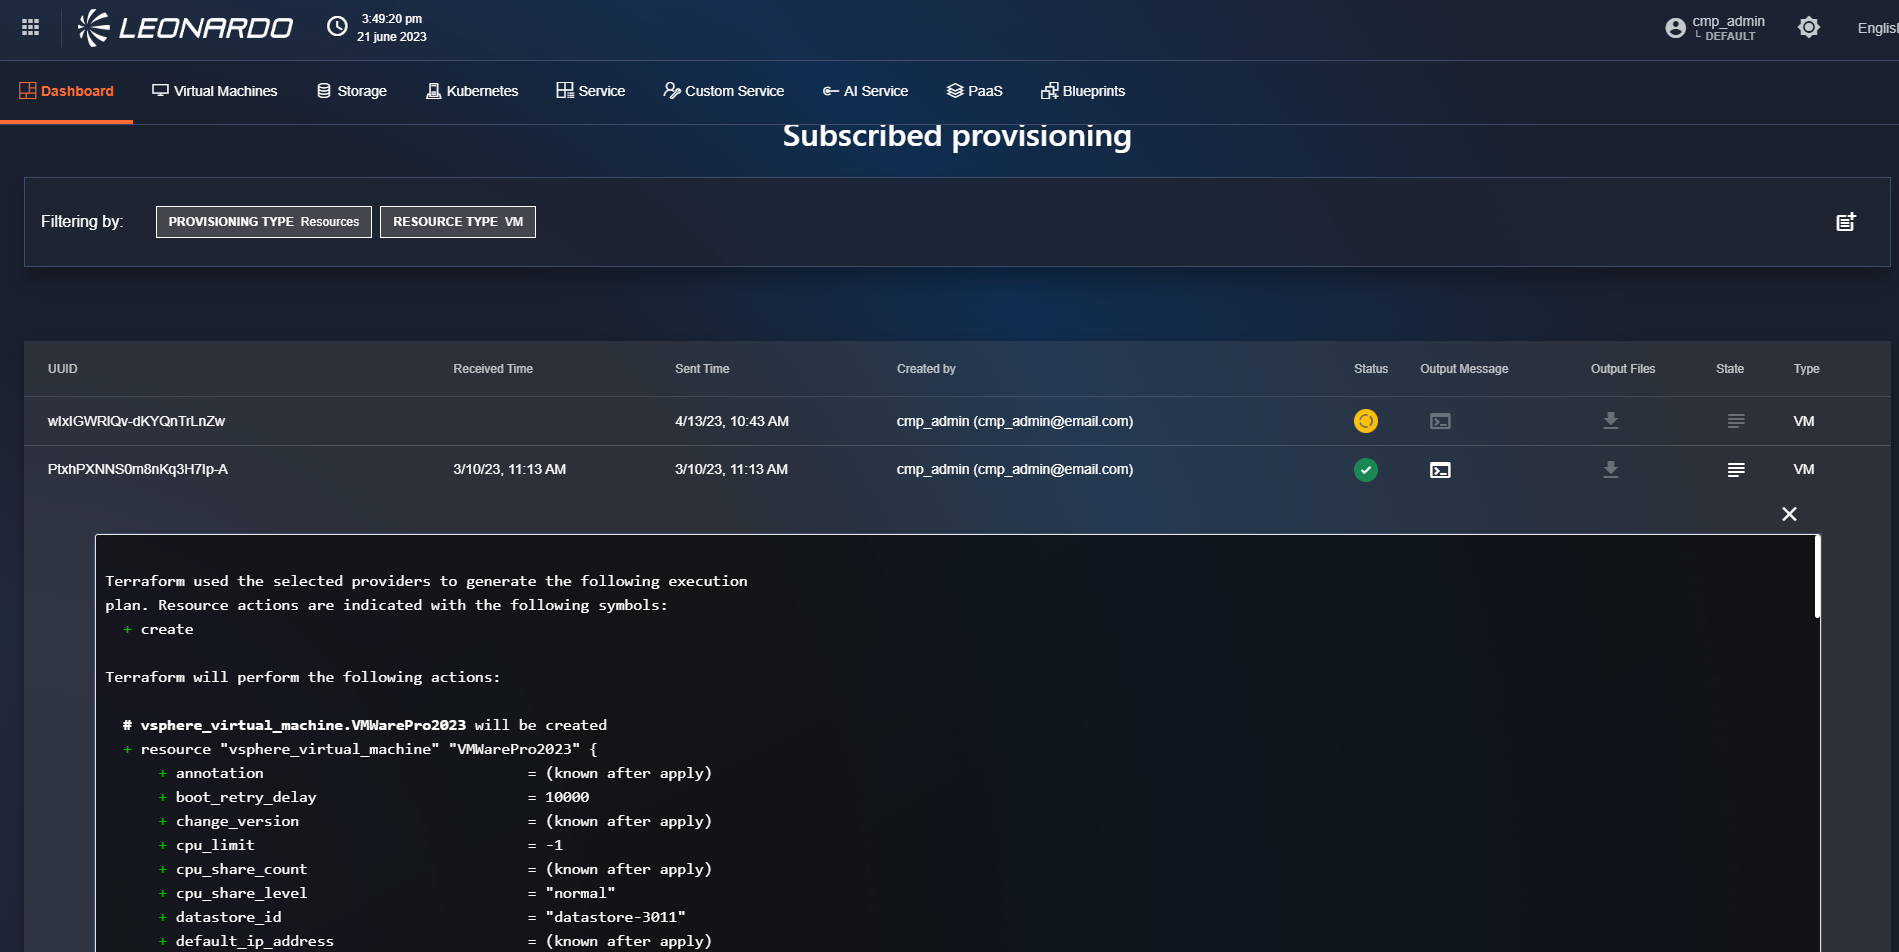 LEONARDO
3:49:20 pm
21 june 2023
cmp_admin
DEFAULT
Dashboard
Virtual Machines
Storage
Kubernetes
Service
Custom Service
AI Service
PaaS
Blueprints
Subscribed provisioning
Filtering by:
PROVISIONING TYPE Resources
RESOURCE TYPE VM
UUID Received Time Sent Time Created by Status Output Message Output Files State Type
4/13/23, 10:43 AM cmp_admin (cmp_admin@email.com) VM
3/10/23, 11:13 AM 3/10/23, 11:13 AM cmp_admin (cmp_admin@email.com) VM
Terraform used the selected providers to generate the following execution
plan. Resource actions are indicated with the following symbols:
+ create
Terraform will perform the following actions:
# vsphere_virtual_machine.VMWarePro2023 will be created
+ resource "vsphere_virtual_machine" "VMWarePro2023" {
+ annotation = (known after apply)
+ boot_retry_delay = 10000
+ change_version = (known after apply)
+ cpu_limit = -1
+ cpu_share_count = (known after apply)
+ cpu_share_level = "normal"
+ datastore_id = "datastore-3011"
+ default_ip_address = (known after apply)